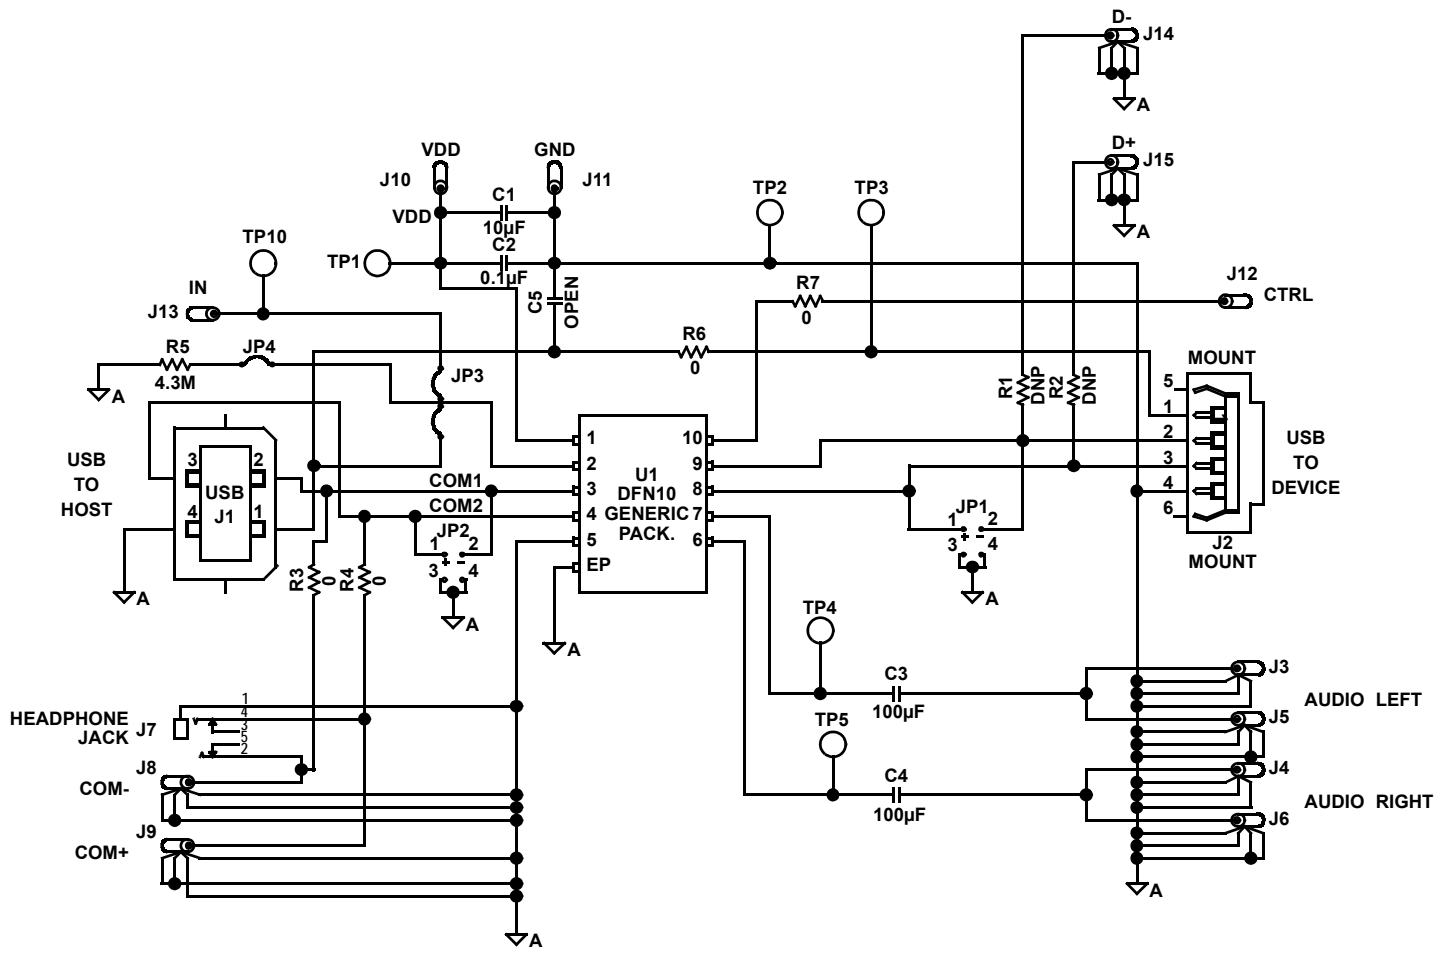 D-
J14
A
D+
J15
A
VDD
GND
J10
J11
C1
VDD
10µF
C2
0.1µF
TP1
TP2
TP3
TP10
IN
J13
C5
OPEN
R7
0
J12
CTRL
R6
0
R5
4.3M
JP4
A
JP3
R1
DNP
R2
DNP
MOUNT
5
1
2
3
4
6
J2
MOUNT
USB
TO
DEVICE
USB
TO
HOST
3
2
USB
J1
4
1
A
COM1
COM2
JP2
1
2
+ -
3
4
A
R3
0
R4
0
1
2
3
4
5
EP
U1
DFN10
GENERIC
PACK.
10
9
8
7
6
A
JP1
1
2
+ -
3
4
A
TP4
C3
100µF
TP5
C4
100µF
J3
AUDIO LEFT
J5
J4
AUDIO RIGHT
J6
A
HEADPHONE
JACK
J7
1
4
3
5
2
J8
COM-
J9
COM+
A